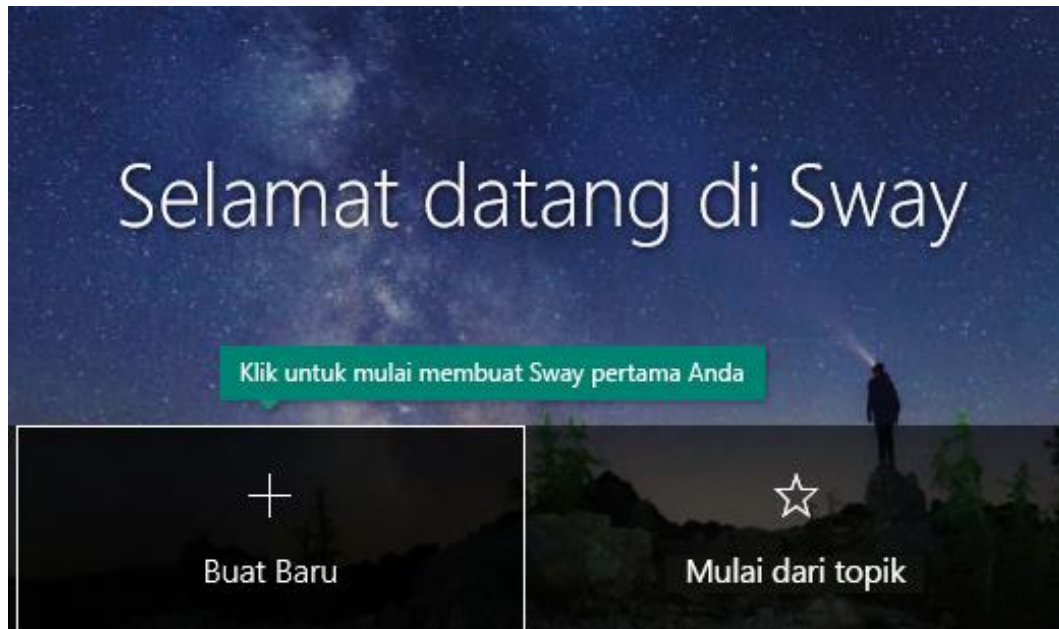 Selamat datang di Sway
Klik untuk mulai membuat Sway pertama Anda
Buat Baru
Mulai dari topik